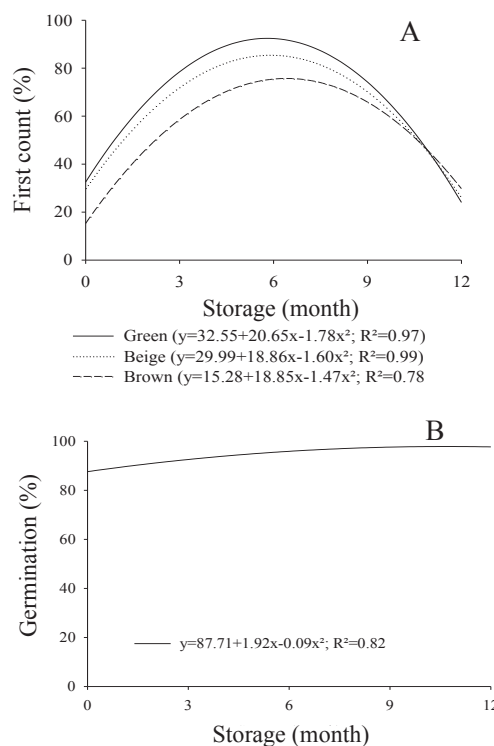 A
100
80
60
40
20
0
First count (%)
0 3 6 9 12
Storage (month)
Green (y=32.55+20.65x-1.78x²; R²=0.97)
Beige (y=29.99+18.86x-1.60x²; R²=0.99)
Brown (y=15.28+18.85x-1.47x²; R²=0.78
B
100
80
60
40
20
0
Germination (%)
y=87.71+1.92x-0.09x²; R²=0.82
0 3 6 9 12
Storage (month)